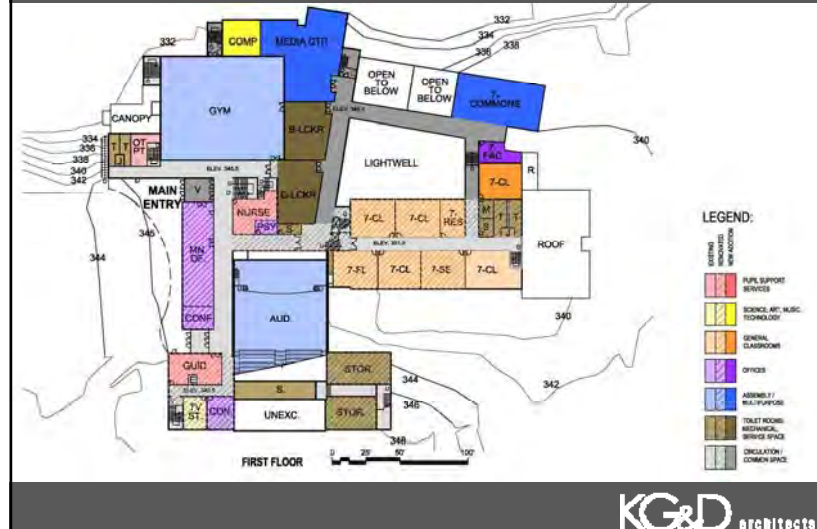 332
334
336
338
332
COMP
MEDIA CTR
OPEN
TO
BELOW
OPEN
TO
BELOW
7-
COMMONS
CANOPY
GYM
B-LCKR
334
336
338
340
342
T
T
OT
PT
340
LIGHTWELL
7-
FAC
7-CL
R
MAIN
ENTRY
V
G-LCKR
NURSE
PSY
S
7-CL
7-CL
7-
RES
M
S
T
T
ROOF
345
344
MN
OF.
7-FL
7-CL
7-SE
7-CL
CONF
AUD.
340
342
GUID
STOR
344
346
348
S.
TV
ST.
CON
UNEXC.
STOR.
FIRST FLOOR
0 25' 50' 100'
LEGEND:
EXISTING
RENOVATED
NEW ADDITION
PUPIL SUPPORT
SERVICES
SCIENCE, ART, MUSIC,
TECHNOLOGY
GENERAL
CLASSROOMS
OFFICES
ASSEMBLY /
MULTIPURPOSE
TOILET ROOMS,
MECHANICAL,
SERVICE SPACE
CIRCULATION /
COMMON SPACE
KG&D architects